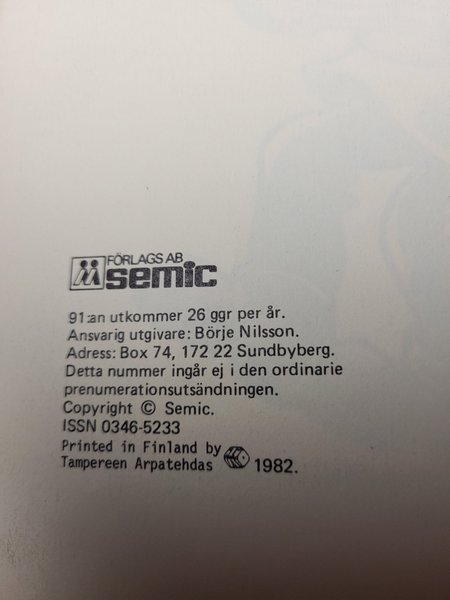 FÖRLAGS AB
semic
91:an utkommer 26 ggr per år.
Ansvarig utgivare: Börje Nilsson.
Adress: Box 74, 172 22 Sundbyberg.
Detta nummer ingår ej i den ordinarie
prenumerationsutsändningen.
Copyright © Semic.
ISSN 0346-5233
Printed in Finland by
Tampereen Arpatehdas 1982.